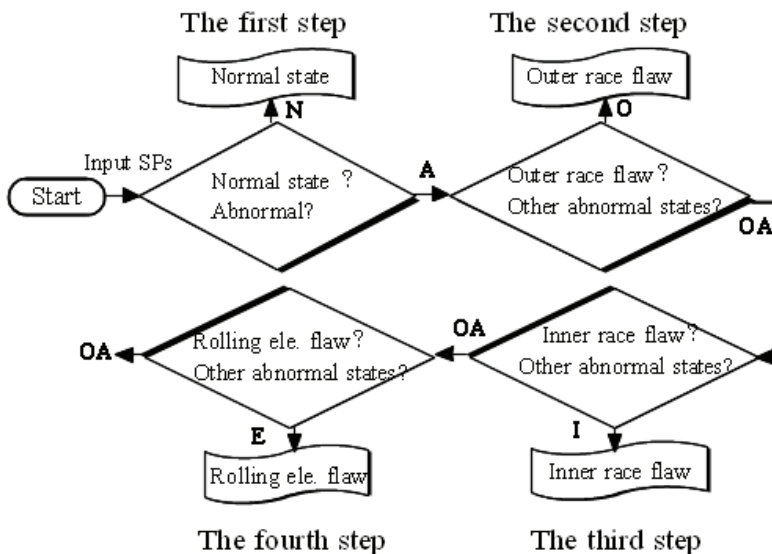 The first step
The second step
Normal state
Outer race flaw
N
O
Input SPs
Start
Normal state ?
Abnormal?
A
Outer race flaw?
Other abnormal states?
OA
OA
Rolling ele. flaw?
Other abnormal states?
OA
Inner race flaw?
Other abnormal states?
E
I
Rolling ele. flaw
Inner race flaw
The fourth step
The third step